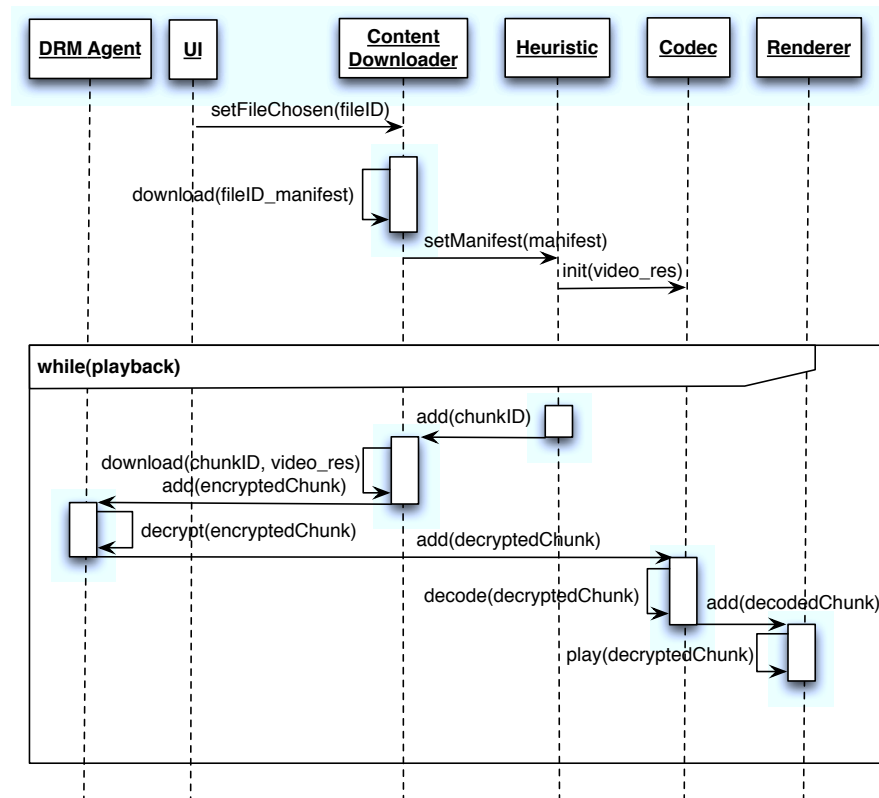 DRM Agent
UI
Content
Downloader
Heuristic
Codec
Renderer
setFileChosen(fileID)
download(fileID_manifest)
setManifest(manifest)
init(video_res)
while(playback)
add(chunkID)
download(chunkID, video_res)
add(encryptedChunk)
decrypt(encryptedChunk)
add(decryptedChunk)
decode(decryptedChunk)
add(decodedChunk)
play(decryptedChunk)